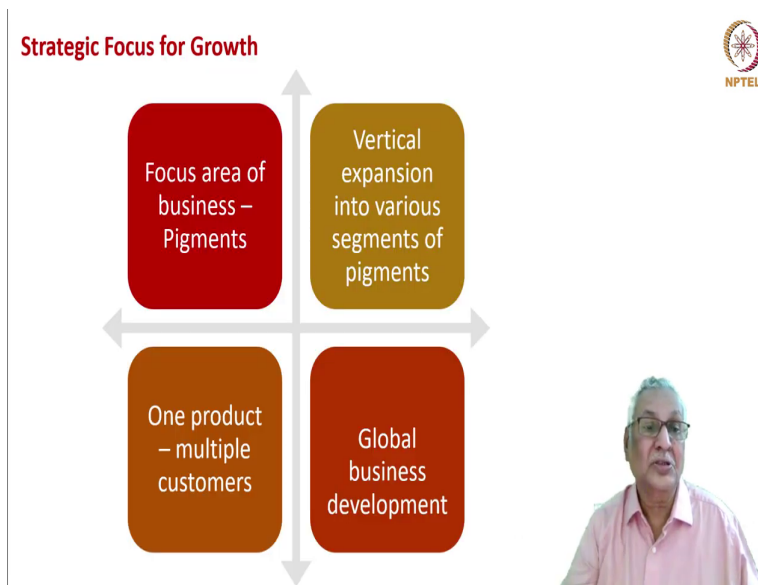 Strategic Focus for Growth
NPTEL
Focus area of
business –
Pigments
Vertical
expansion
into various
segments of
pigments
One product
– multiple
customers
Global
business
development